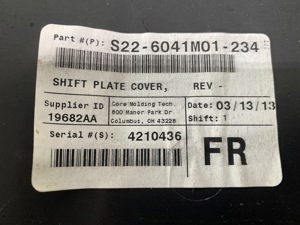 Part #(P): S22-6041M01-234
SHIFT PLATE COVER, REV -
Supplier ID
19682AA
Core Molding Tech.
800 Manor Park Dr
Columbus, OH 43228
Date: 03/13/13
Shift: 1
Serial #(S): 4210436
FR